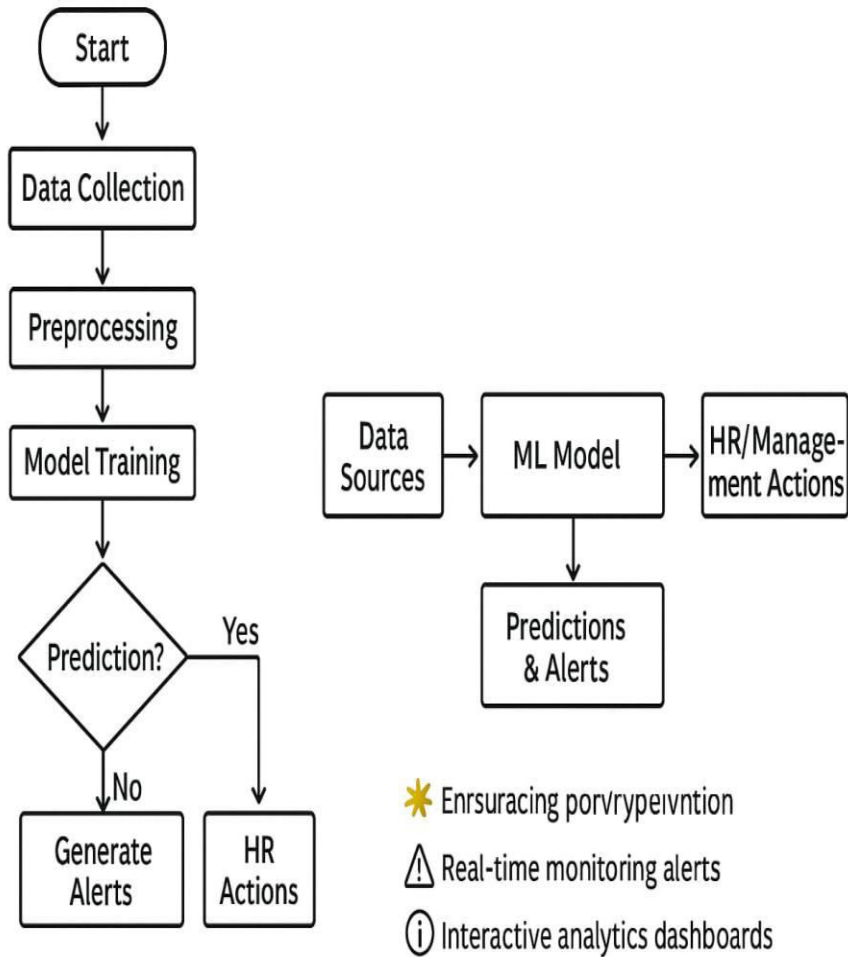 Start
Data Collection
Preprocessing
Model Training
Prediction?
Yes
No
Generate
Alerts
HR
Actions
Data
Sources
ML Model
HR/Manage-
ment Actions
Predictions
& Alerts
Real-time monitoring alerts
Interactive analytics dashboards